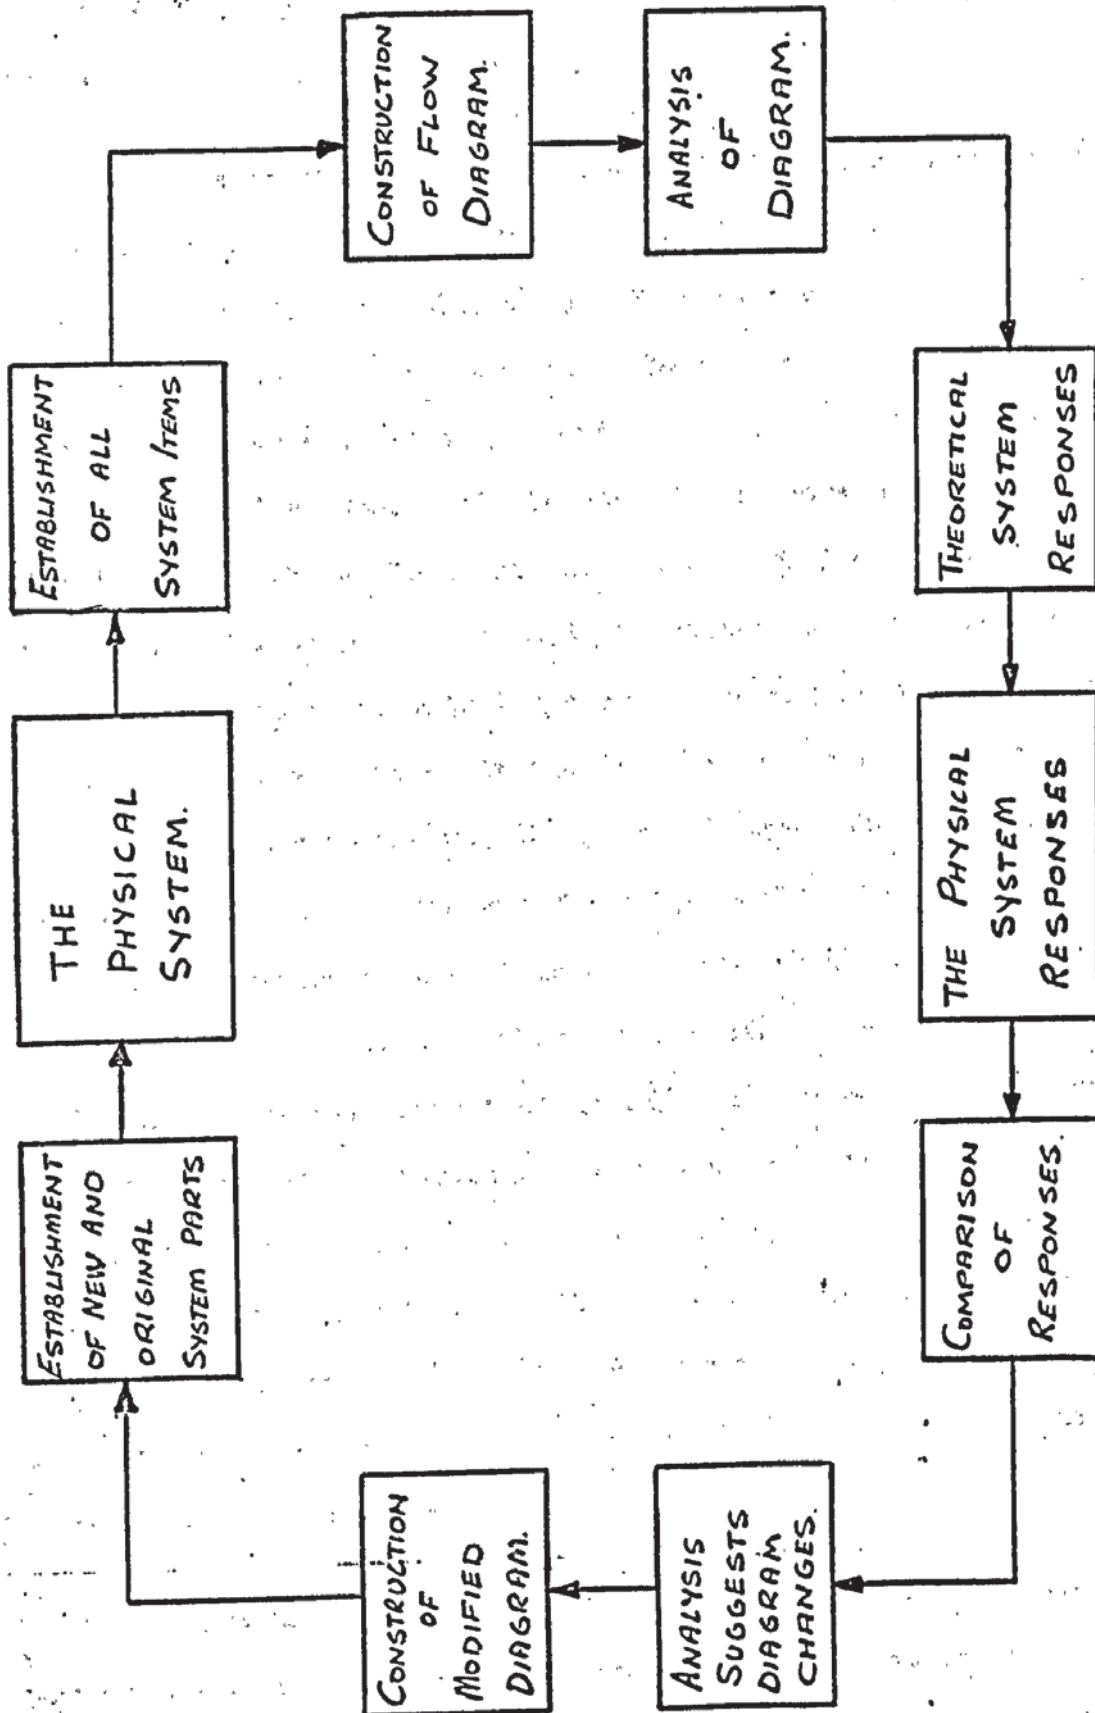 THE
PHYSICAL
SYSTEM.
ESTABLISHMENT
OF ALL
SYSTEM ITEMS
CONSTRUCTION
OF FLOW
DIAGRAM.
ANALYSIS
OF
DIAGRAM.
THEORETICAL
SYSTEM
RESPONSES
THE PHYSICAL
SYSTEM
RESPONSES
COMPARISON
OF
RESPONSES.
ANALYSIS
SUGGESTS
DIAGRAM
CHANGES.
CONSTRUCTION
OF
MODIFIED
DIAGRAM.
ESTABLISHMENT
OF NEW AND
ORIGINAL
SYSTEM PARTS